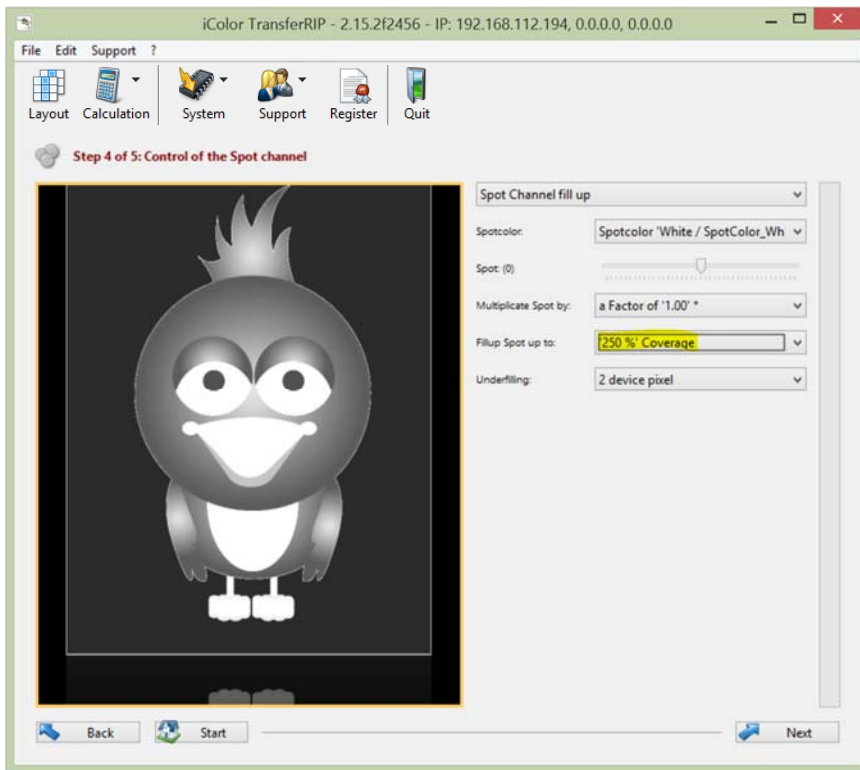 iColor TransferRIP - 2.15.2f2456 - IP: 192.168.112.194, 0.0.0.0, 0.0.0.0
File Edit Support ?
Layout Calculation System Support Register Quit
Step 4 of 5: Control of the Spot channel
Spot Channel fill up
Spotcolor: Spotcolor 'White / SpotColor_Wh
Spot: (0)
Multiplicate Spot by: a Factor of '1.00' *
Fillup Spot up to: '250 %' Coverage
Underfilling: 2 device pixel
Back Start Next